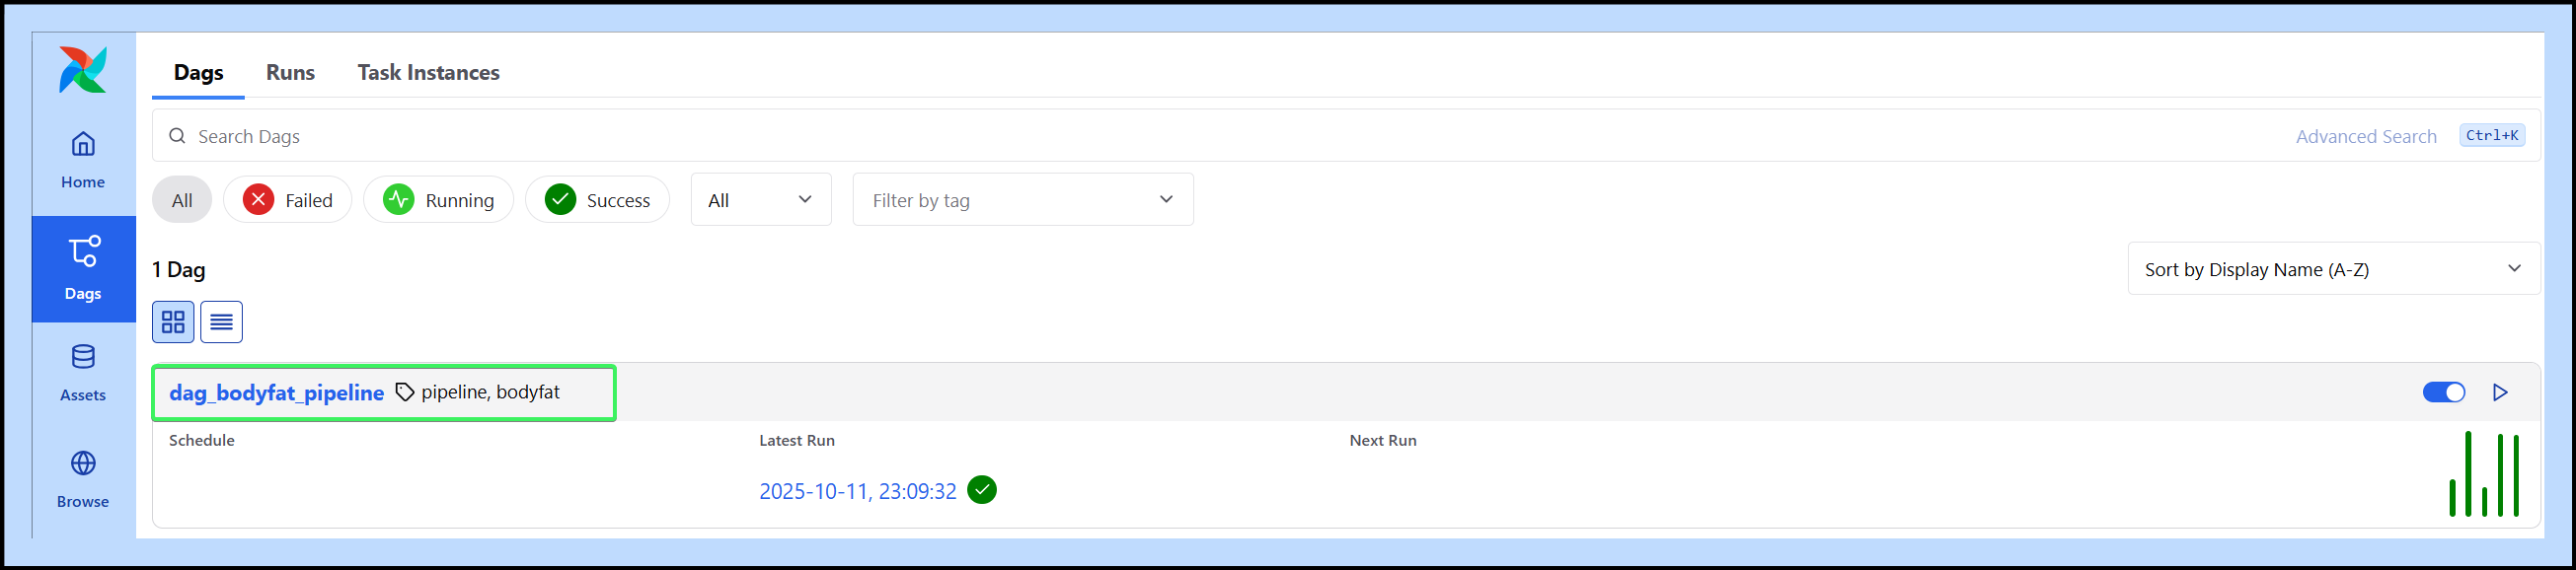 Dags Runs Task Instances
Search Dags Advanced Search Ctrl+K
Home
All Failed Running Success All Filter by tag
Dags
1 Dag Sort by Display Name (A-Z)
Assets
dag_bodyfat_pipeline pipeline, bodyfat
Schedule Latest Run Next Run
Browse
2025-10-11, 23:09:32